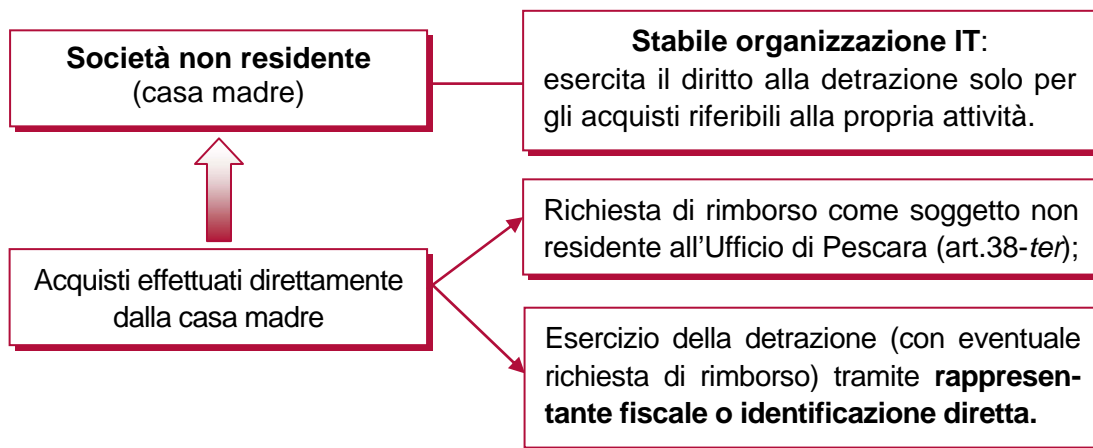 Società non residente
(casa madre)
Stabile organizzazione IT:
esercita il diritto alla detrazione solo per
gli acquisti riferibili alla propria attività.
Acquisti effettuati direttamente
dalla casa madre
Richiesta di rimborso come soggetto non
residente all’Ufficio di Pescara (art.38-ter);
Esercizio della detrazione (con eventuale
richiesta di rimborso) tramite rappresen-
tante fiscale o identificazione diretta.